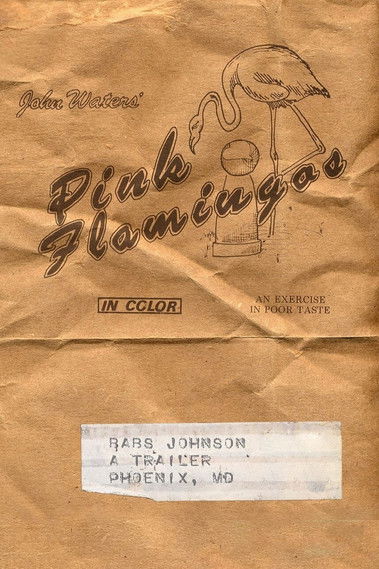 John Waters'
Pink
Flamingos
IN COLOR
AN EXERCISE
IN POOR TASTE
BABS JOHNSON
A TRAILER
PHOENIX, MD